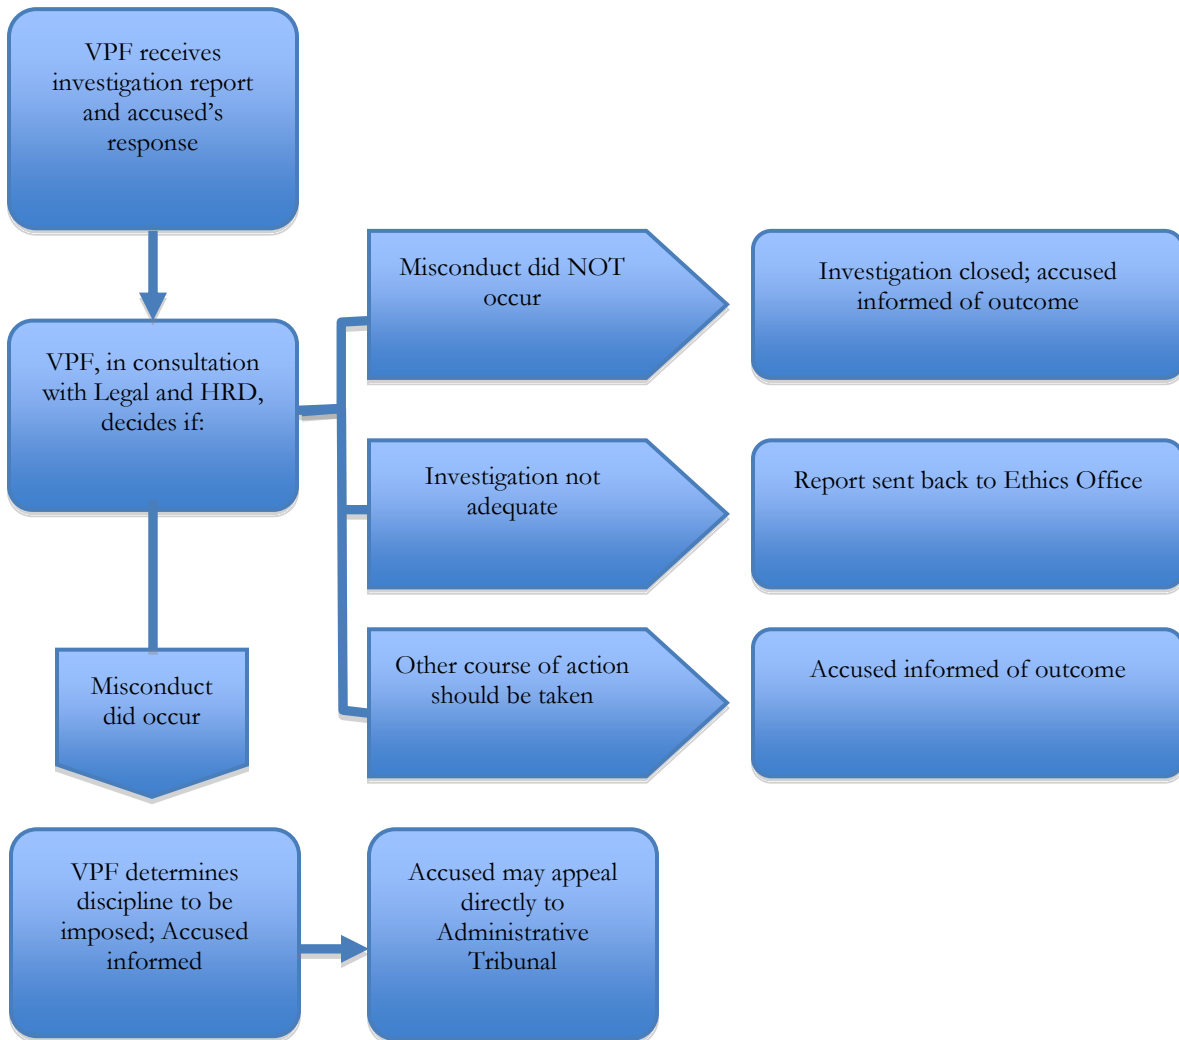 VPF receives
investigation report
and accused’s
response
Misconduct did NOT
occur
Investigation closed; accused
informed of outcome
VPF, in consultation
with Legal and HRD,
decides if:
Investigation not
adequate
Report sent back to Ethics Office
Other course of action
should be taken
Accused informed of outcome
Misconduct
did occur
VPF determines
discipline to be
imposed; Accused
informed
Accused may appeal
directly to
Administrative
Tribunal